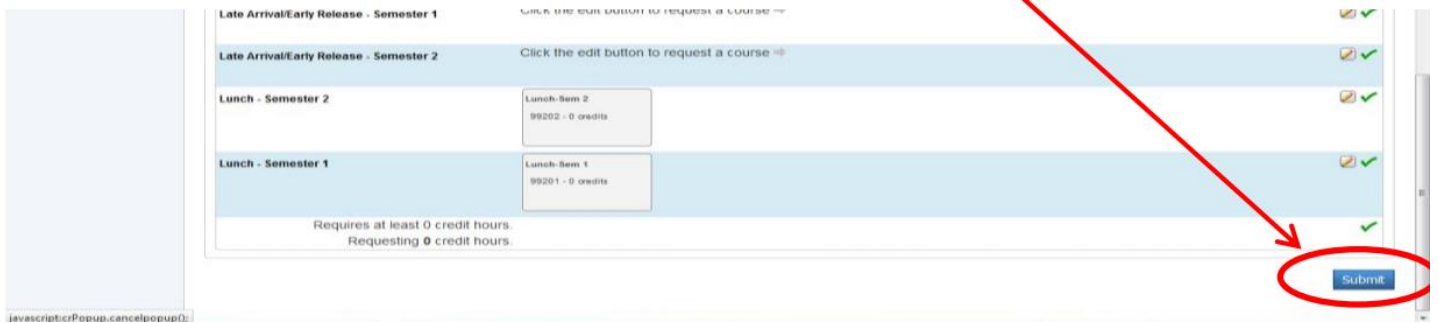 Late Arrival/Early Release - Semester 1 Click the edit button to request a course ⇨
Late Arrival/Early Release - Semester 2 Click the edit button to request a course ⇨
Lunch - Semester 2
Lunch-Sem 2
99202 - 0 credits
Lunch - Semester 1
Lunch-Sem 1
99201 - 0 credits
Requires at least 0 credit hours.
Requesting 0 credit hours.
Submit
javascript:crPopup.cancelpopup();